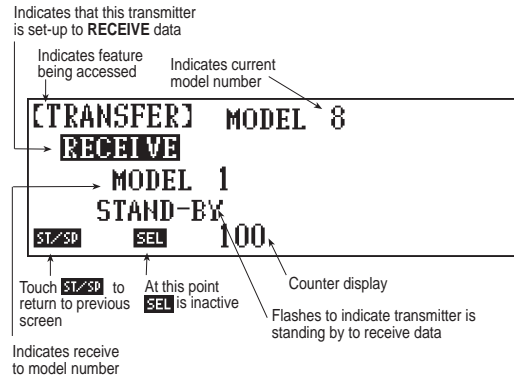 Indicates that this transmitter
is set-up to RECEIVE data
Indicates feature
being accessed
Indicates current
model number
[TRANSFER] MODEL 8
RECEIVE
MODEL 1
STAND-BY
ST/SP SEL 100
Touch ST/SP to
return to previous
screen
At this point
SEL is inactive
Counter display
Flashes to indicate transmitter is
standing by to receive data
Indicates receive
to model number